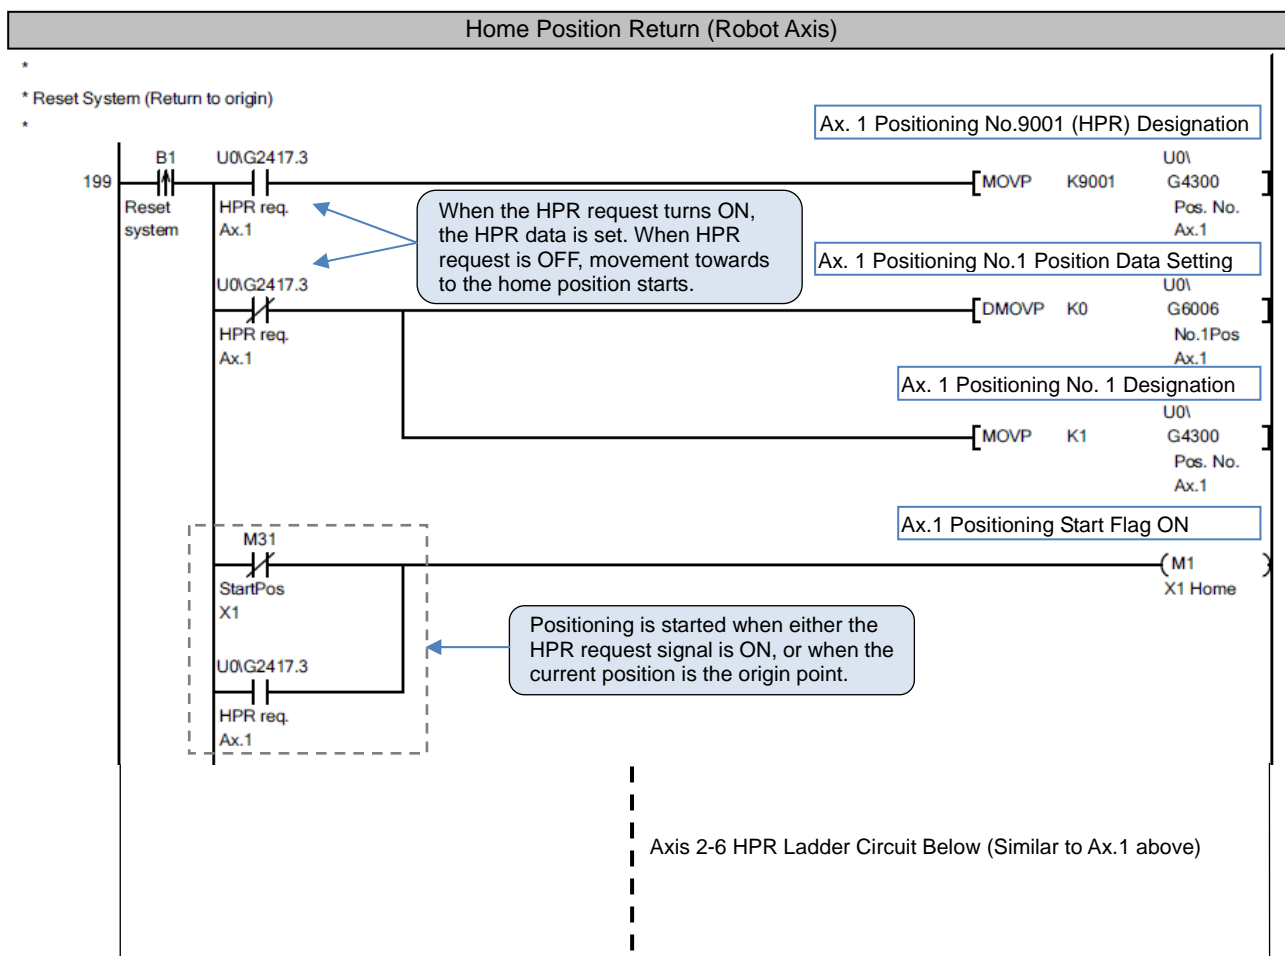 Home Position Return (Robot Axis)
*
* Reset System (Return to origin)
*
Ax. 1 Positioning No.9001 (HPR) Designation
B1
U0\G2417.3
U0\
199
MOVP K9001 G4300
Reset
system
HPR req.
Ax.1
Pos. No.
Ax.1
When the HPR request turns ON,
the HPR data is set. When HPR
request is OFF, movement towards
to the home position starts.
Ax. 1 Positioning No.1 Position Data Setting
U0\G2417.3
U0\
DMOVP K0 G6006
HPR req.
Ax.1
No.1Pos
Ax.1
Ax. 1 Positioning No. 1 Designation
U0\
MOVP K1 G4300
Pos. No.
Ax.1
Ax.1 Positioning Start Flag ON
M31
M1
StartPos
X1
X1 Home
Positioning is started when either the
HPR request signal is ON, or when the
current position is the origin point.
U0\G2417.3
HPR req.
Ax.1
Axis 2-6 HPR Ladder Circuit Below (Similar to Ax.1 above)